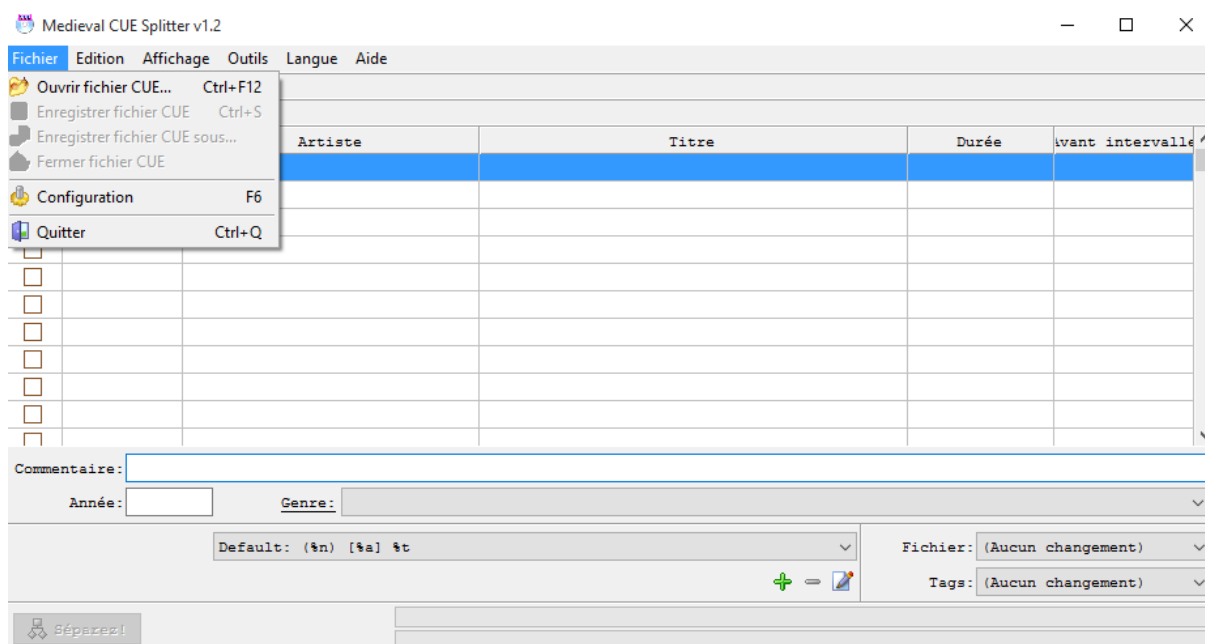 Medieval CUE Splitter v1.2
Fichier Edition Affichage Outils Langue Aide
Ouvrir fichier CUE... Ctrl+F12
Enregistrer fichier CUE Ctrl+S
Enregistrer fichier CUE sous...
Fermer fichier CUE
Configuration F6
Quitter Ctrl+Q
Artiste Titre Durée Avant intervalle
Commentaire:
Année: Genre:
Default: (%n) [%a] %t Fichier: (Aucun changement)
Tags: (Aucun changement)
Séparez!